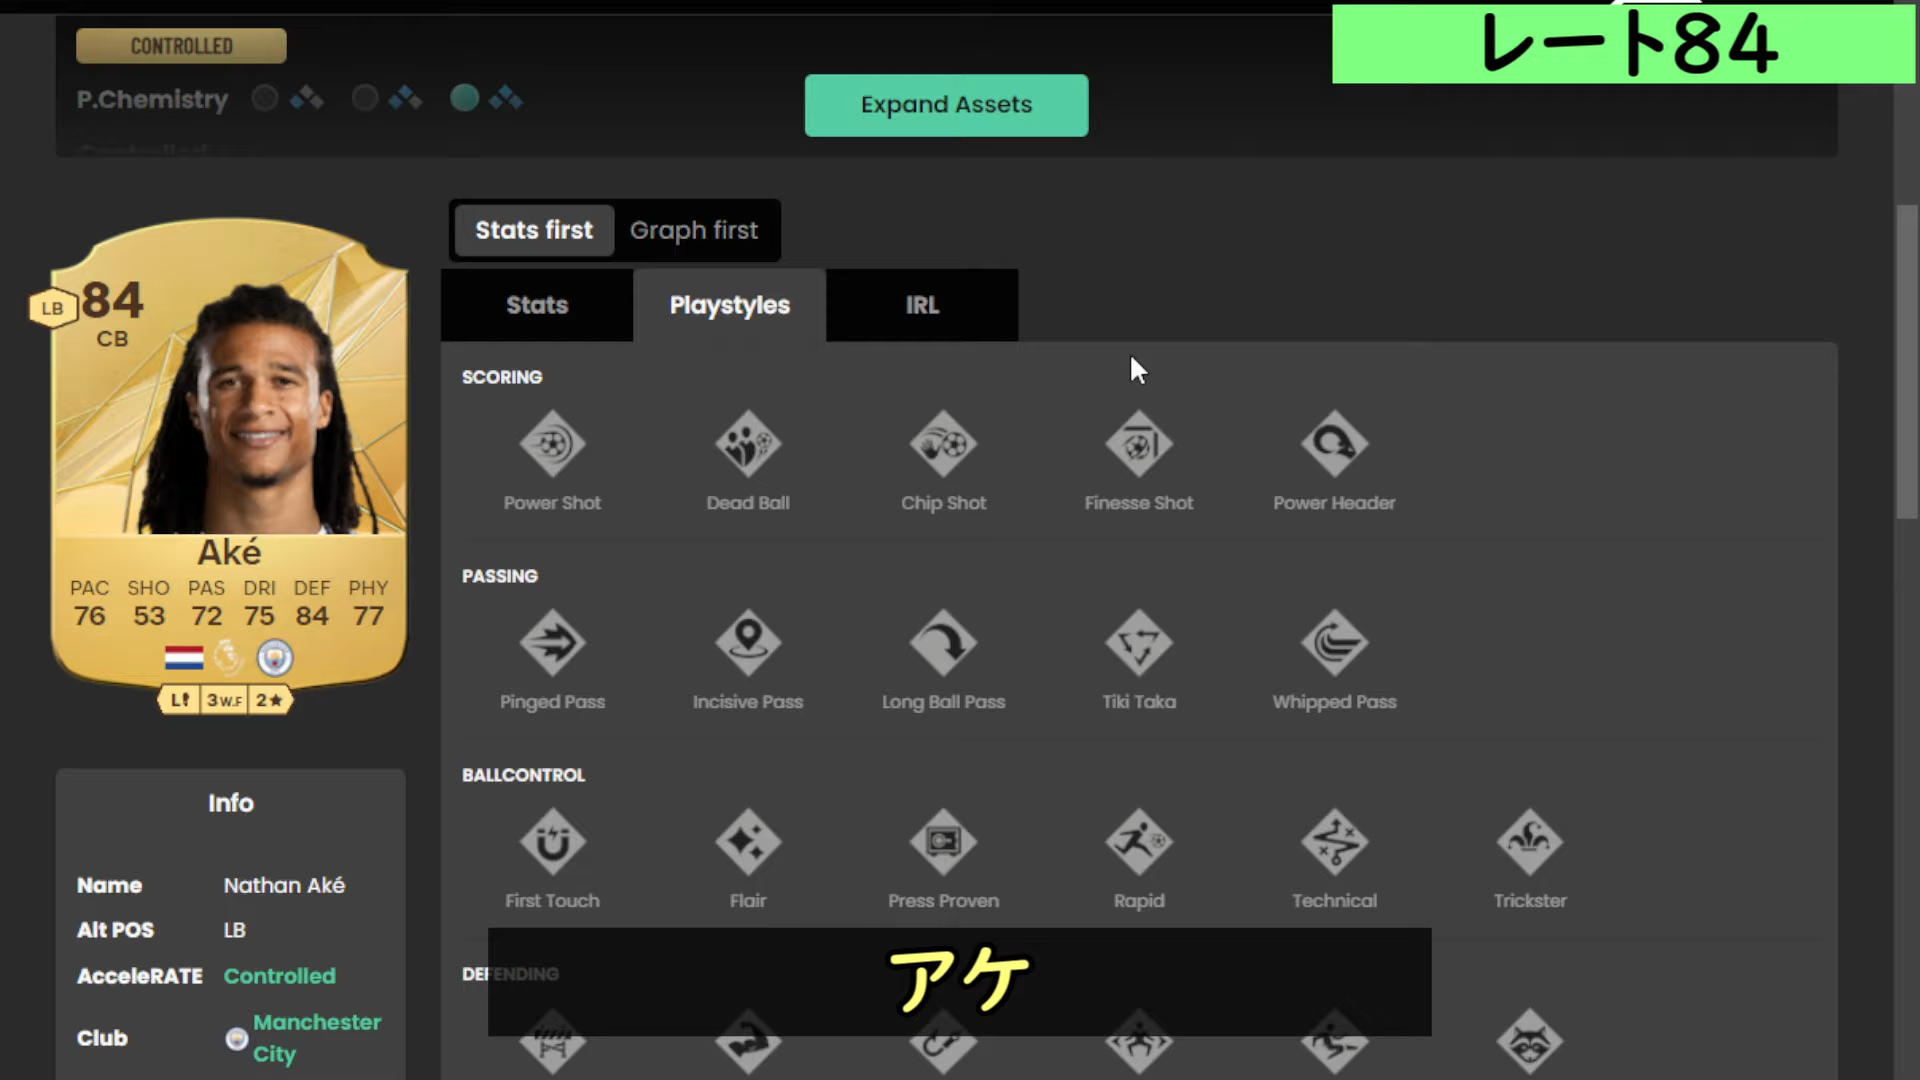 CONTROLLED
レート84
P.Chemistry
Expand Assets
Stats first
Graph first
Stats
Playstyles
IRL
LB
84
CB
Aké
PAC SHO PAS DRI DEF PHY
76 53 72 75 84 77
L 3W.F 2★
SCORING
Power Shot
Dead Ball
Chip Shot
Finesse Shot
Power Header
PASSING
Pinged Pass
Incisive Pass
Long Ball Pass
Tiki Taka
Whipped Pass
BALLCONTROL
First Touch
Flair
Press Proven
Rapid
Technical
Trickster
DEFENDING
アケ
Info
Name Nathan Aké
Alt POS LB
AcceleRATE Controlled
Club Manchester
City